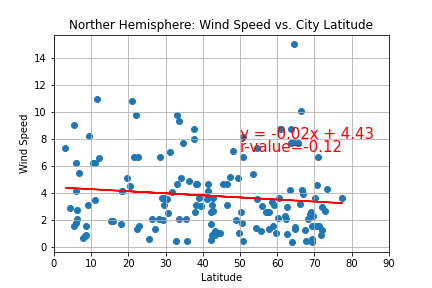 Norther Hemisphere: Wind Speed vs. City Latitude
14
12
10
8
6
4
2
0
Wind Speed
y = -0.02x + 4.43
r-value=-0.12
0 10 20 30 40 50 60 70 80 90
Latitude